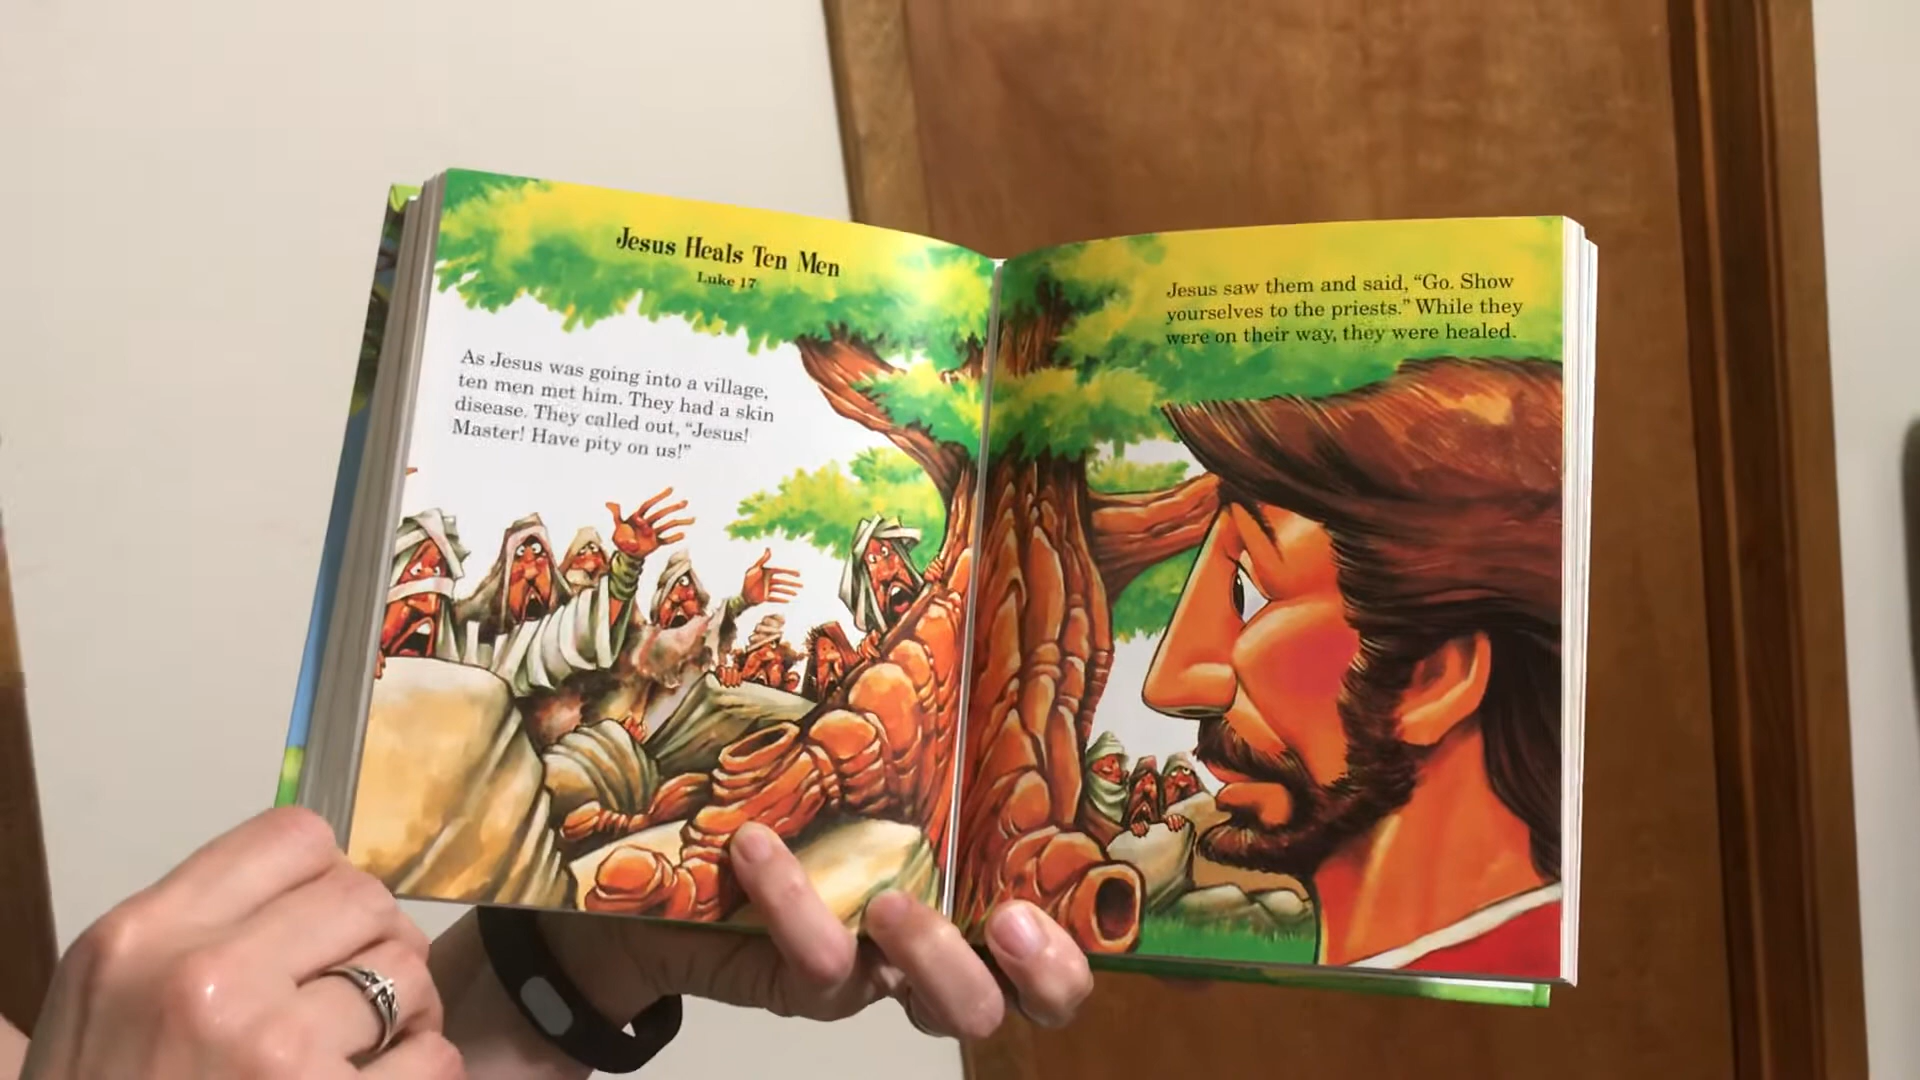 Jesus Heals Ten Men
Luke 17
As Jesus was going into a village,
ten men met him. They had a skin
disease. They called out, “Jesus!
Master! Have pity on us!”
Jesus saw them and said, “Go. Show
yourselves to the priests.” While they
were on their way, they were healed.